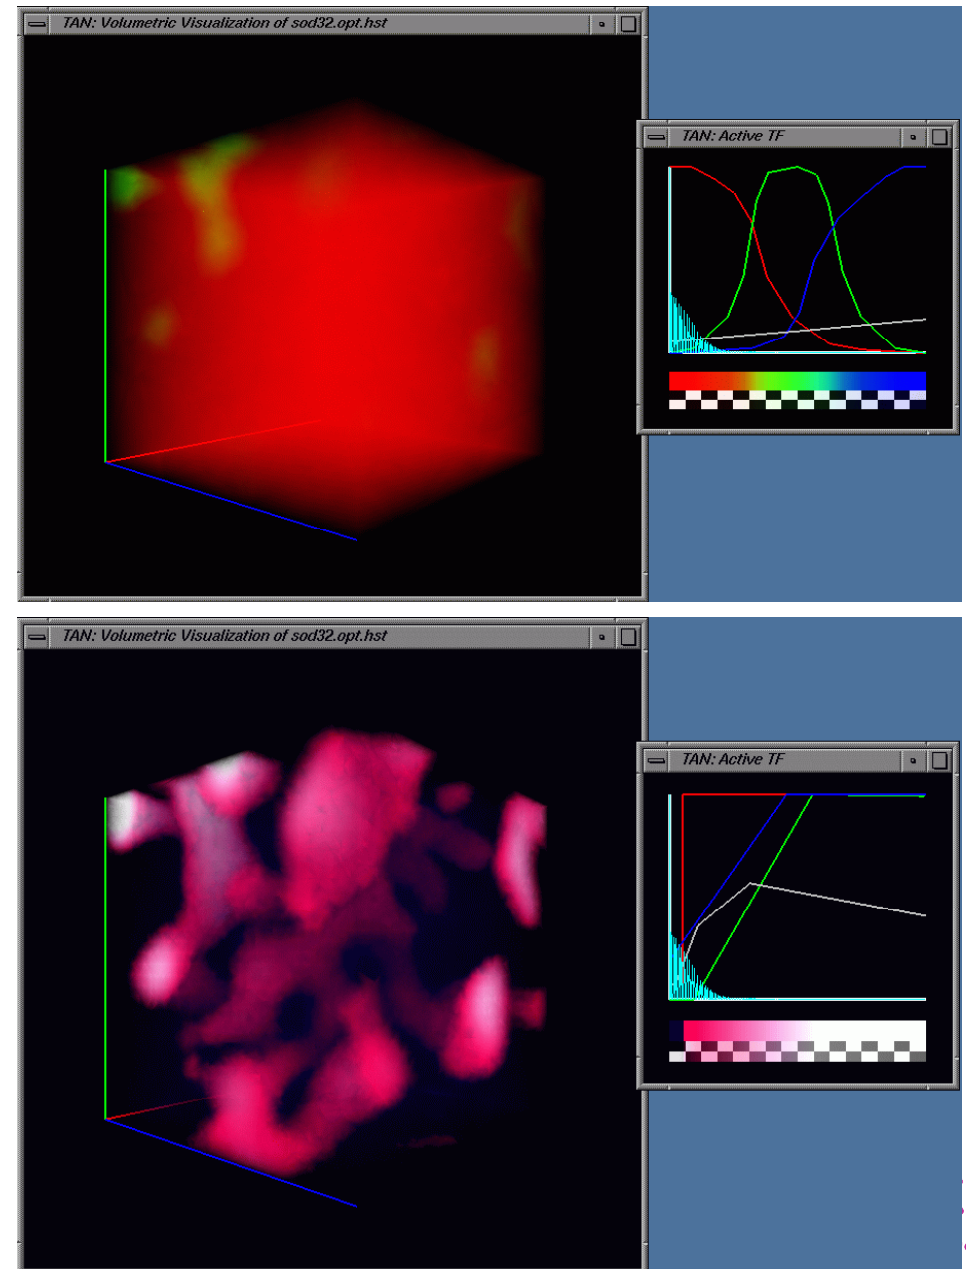 TAN: Volumetric Visualization of sod32.opt.hst
TAN: Active TF
TAN: Volumetric Visualization of sod32.opt.hst
TAN: Active TF